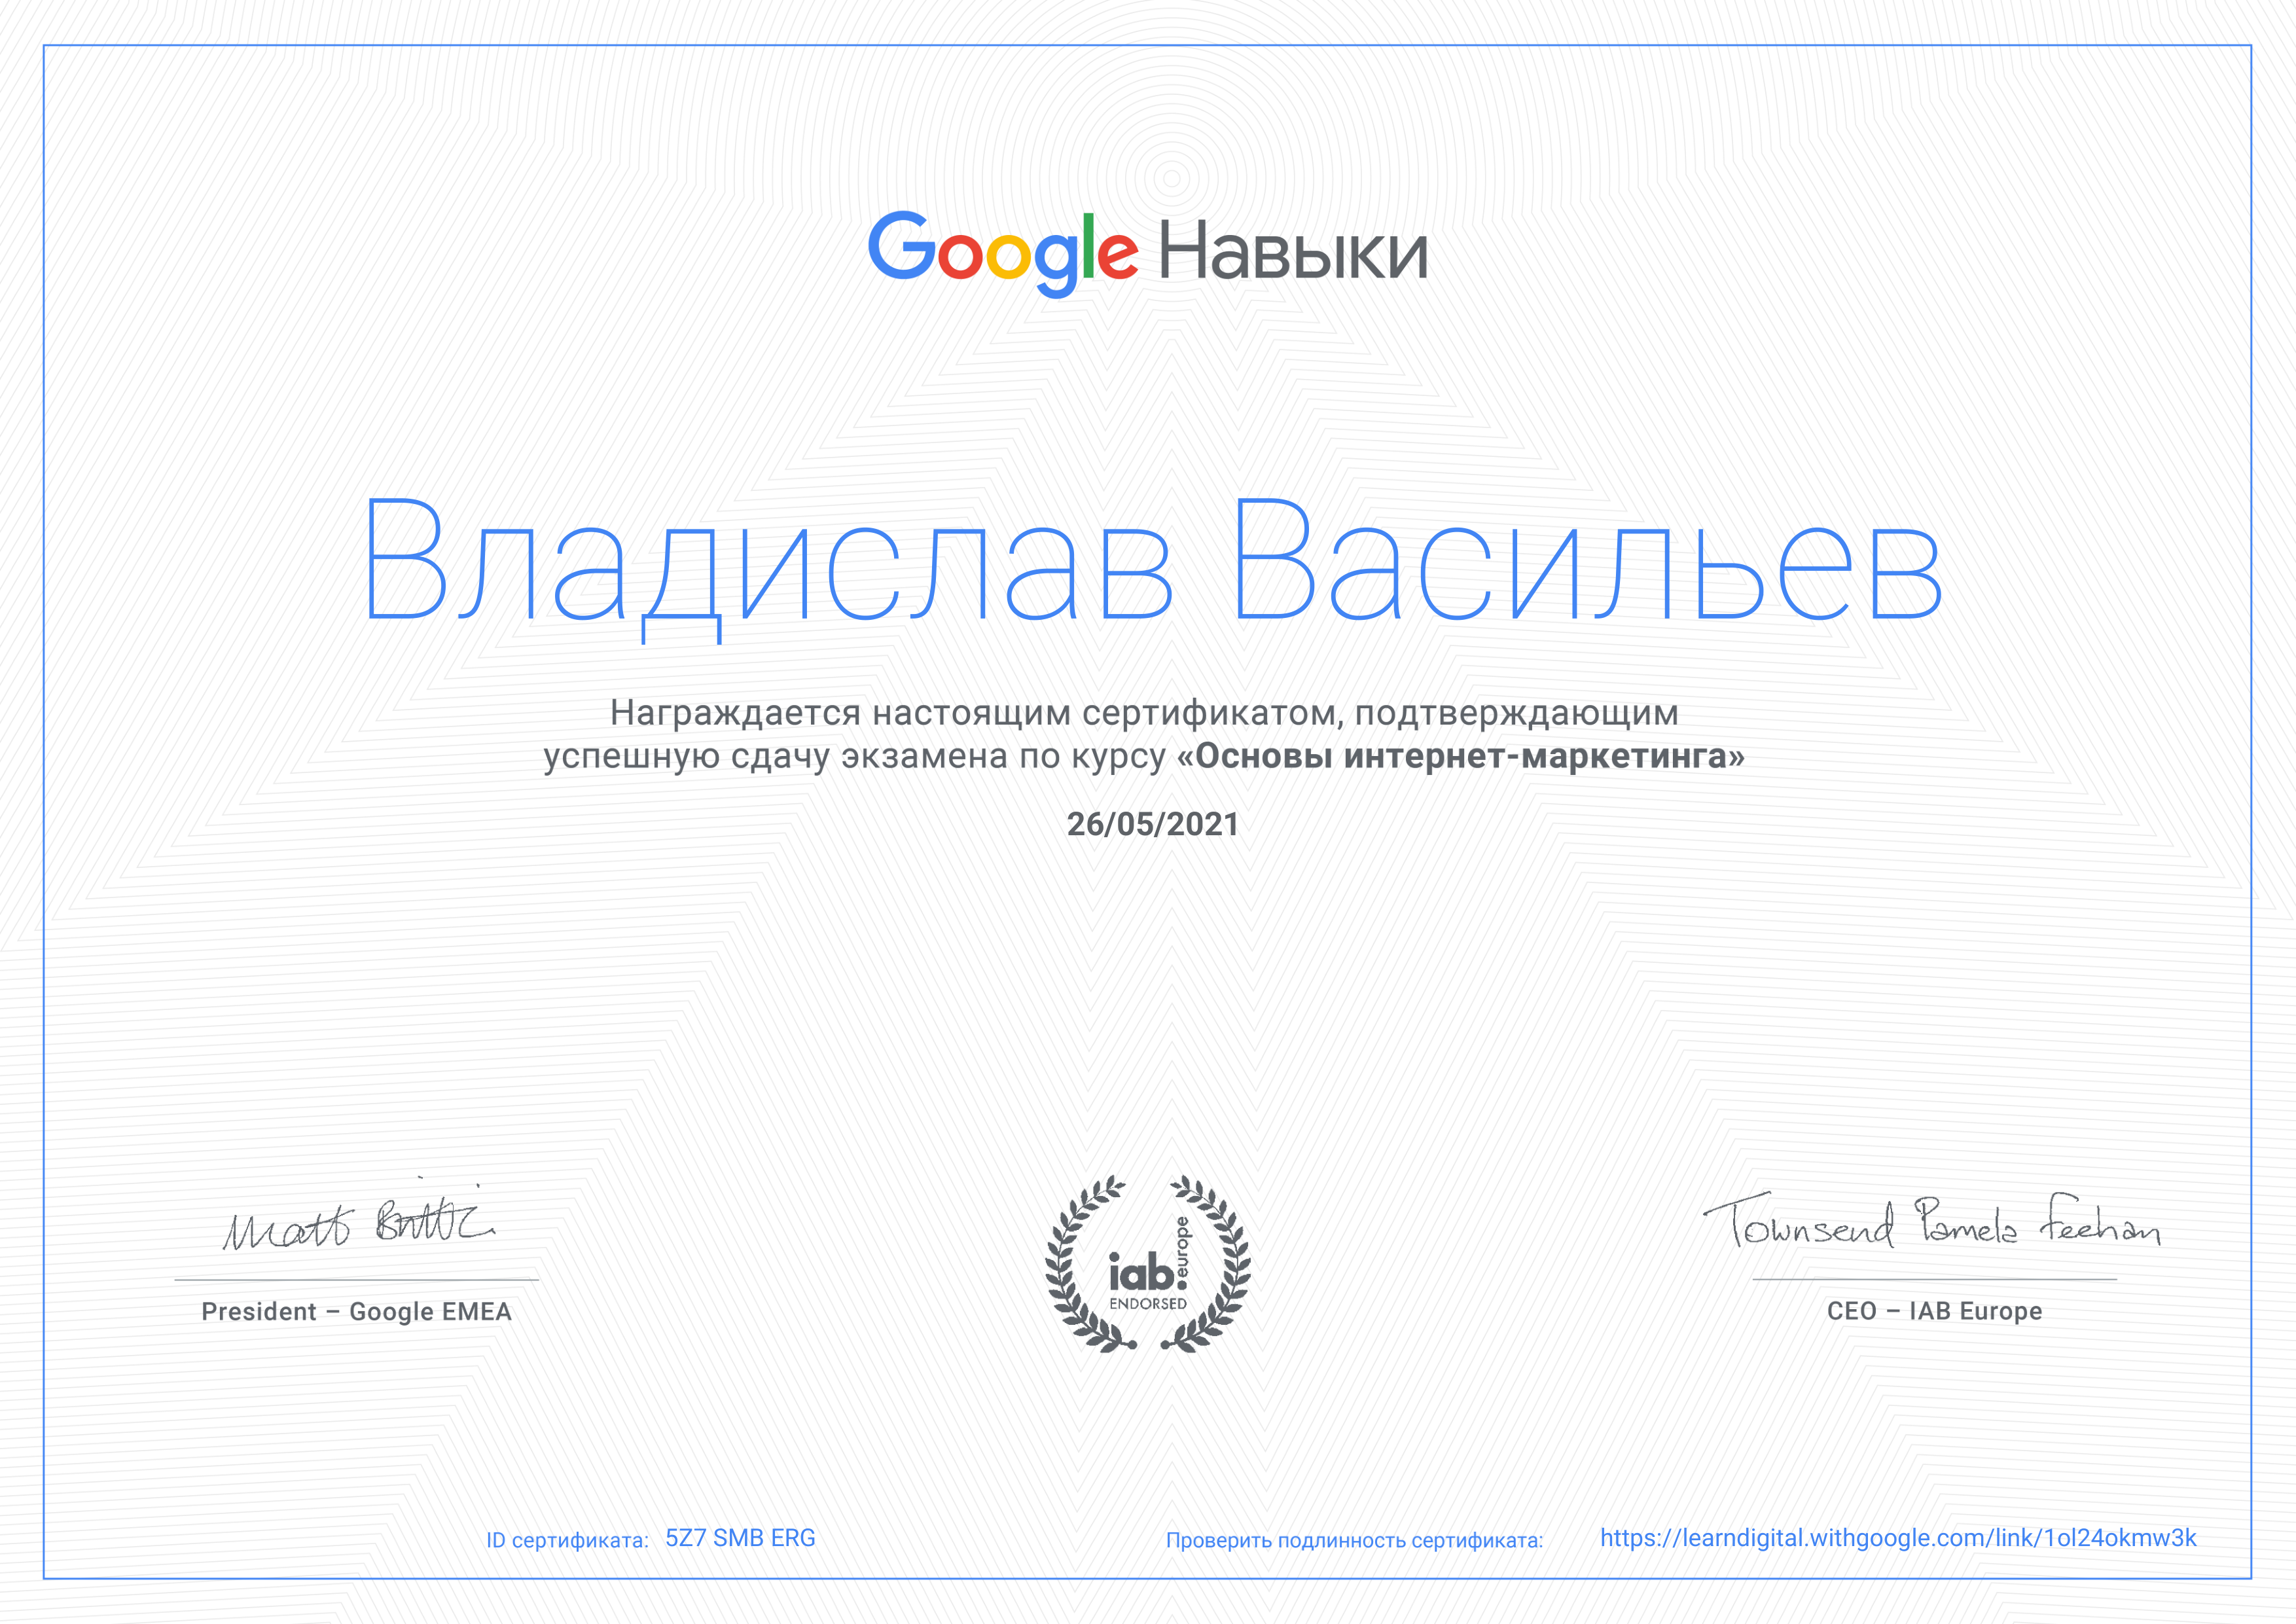 Google Навыки
Владислав Васильев
Награждается настоящим сертификатом, подтверждающим
успешную сдачу экзамена по курсу «Основы интернет-маркетинга»
26/05/2021
Matt Brittin
Townsend Pamela Feehan
President – Google EMEA
iab europe
ENDORSED
CEO – IAB Europe
ID сертификата: 5Z7 SMB ERG
Проверить подлинность сертификата: https://learndigital.withgoogle.com/link/1ol24okmw3k